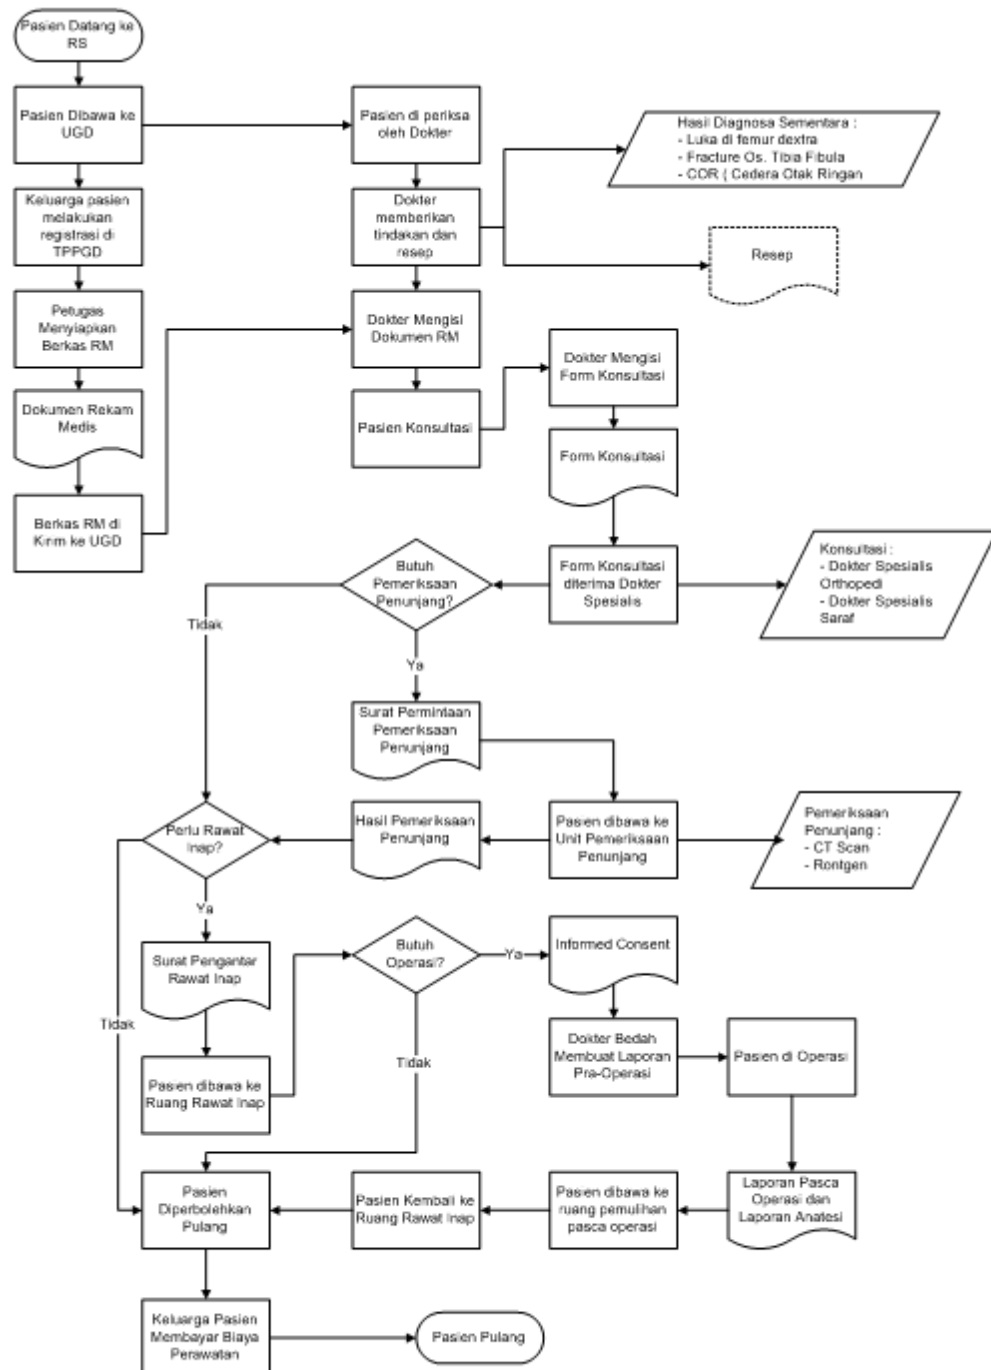 Pasien Datang ke
RS
Pasien Dibawa ke
UGD
Pasien di periksa
oleh Dokter
Hasil Diagnosa Sementara :
- Luka di femur dextra
- Fracture Os. Tibia Fibula
- COR ( Cedera Otak Ringan
Keluarga pasien
melakukan
registrasi di
TPPGD
Dokter
memberikan
tindakan dan
resep
Resep
Petugas
Menyiapkan
Berkas RM
Dokter Mengisi
Dokumen RM
Dokter Mengisi
Form Konsultasi
Dokumen Rekam
Medis
Pasien Konsultasi
Form Konsultasi
Berkas RM di
Kirim ke UGD
Butuh
Pemeriksaan
Penunjang?
Form Konsultasi
diterima Dokter
Spesialis
Konsultasi :
- Dokter Spesialis
Orthopedi
- Dokter Spesialis
Saraf
Tidak
Ya
Surat Permintaan
Pemeriksaan
Penunjang
Perlu Rawat
Inap?
Hasil Pemeriksaan
Penunjang
Pasien dibawa ke
Unit Pemeriksaan
Penunjang
Pemeriksaan
Penunjang :
- CT Scan
- Rontgen
Ya
Surat Pengantar
Rawat Inap
Butuh
Operasi?
Ya
Informed Consent
Tidak
Tidak
Dokter Bedah
Membuat Laporan
Pra-Operasi
Pasien di Operasi
Pasien dibawa ke
Ruang Rawat Inap
Pasien
Diperbolehkan
Pulang
Pasien Kembali ke
Ruang Rawat Inap
Pasien dibawa ke
ruang pemulihan
pasca operasi
Laporan Pasca
Operasi dan
Laporan Anatesi
Keluarga Pasien
Membayar Biaya
Perawatan
Pasien Pulang